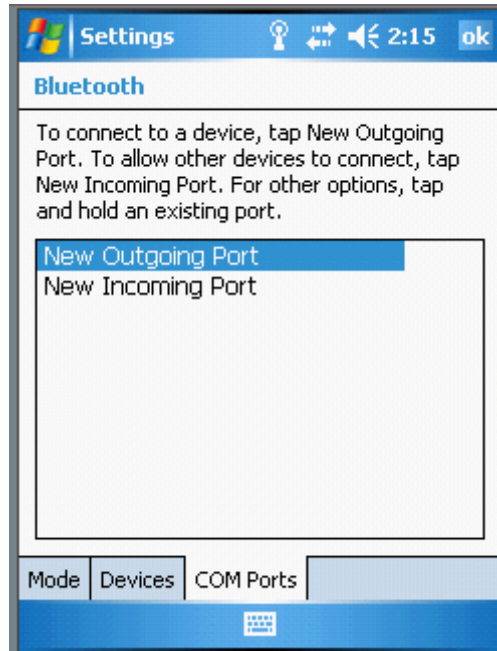 Settings 2:15 ok
Bluetooth
To connect to a device, tap New Outgoing
Port. To allow other devices to connect, tap
New Incoming Port. For other options, tap
and hold an existing port.
New Outgoing Port
New Incoming Port
Mode Devices COM Ports